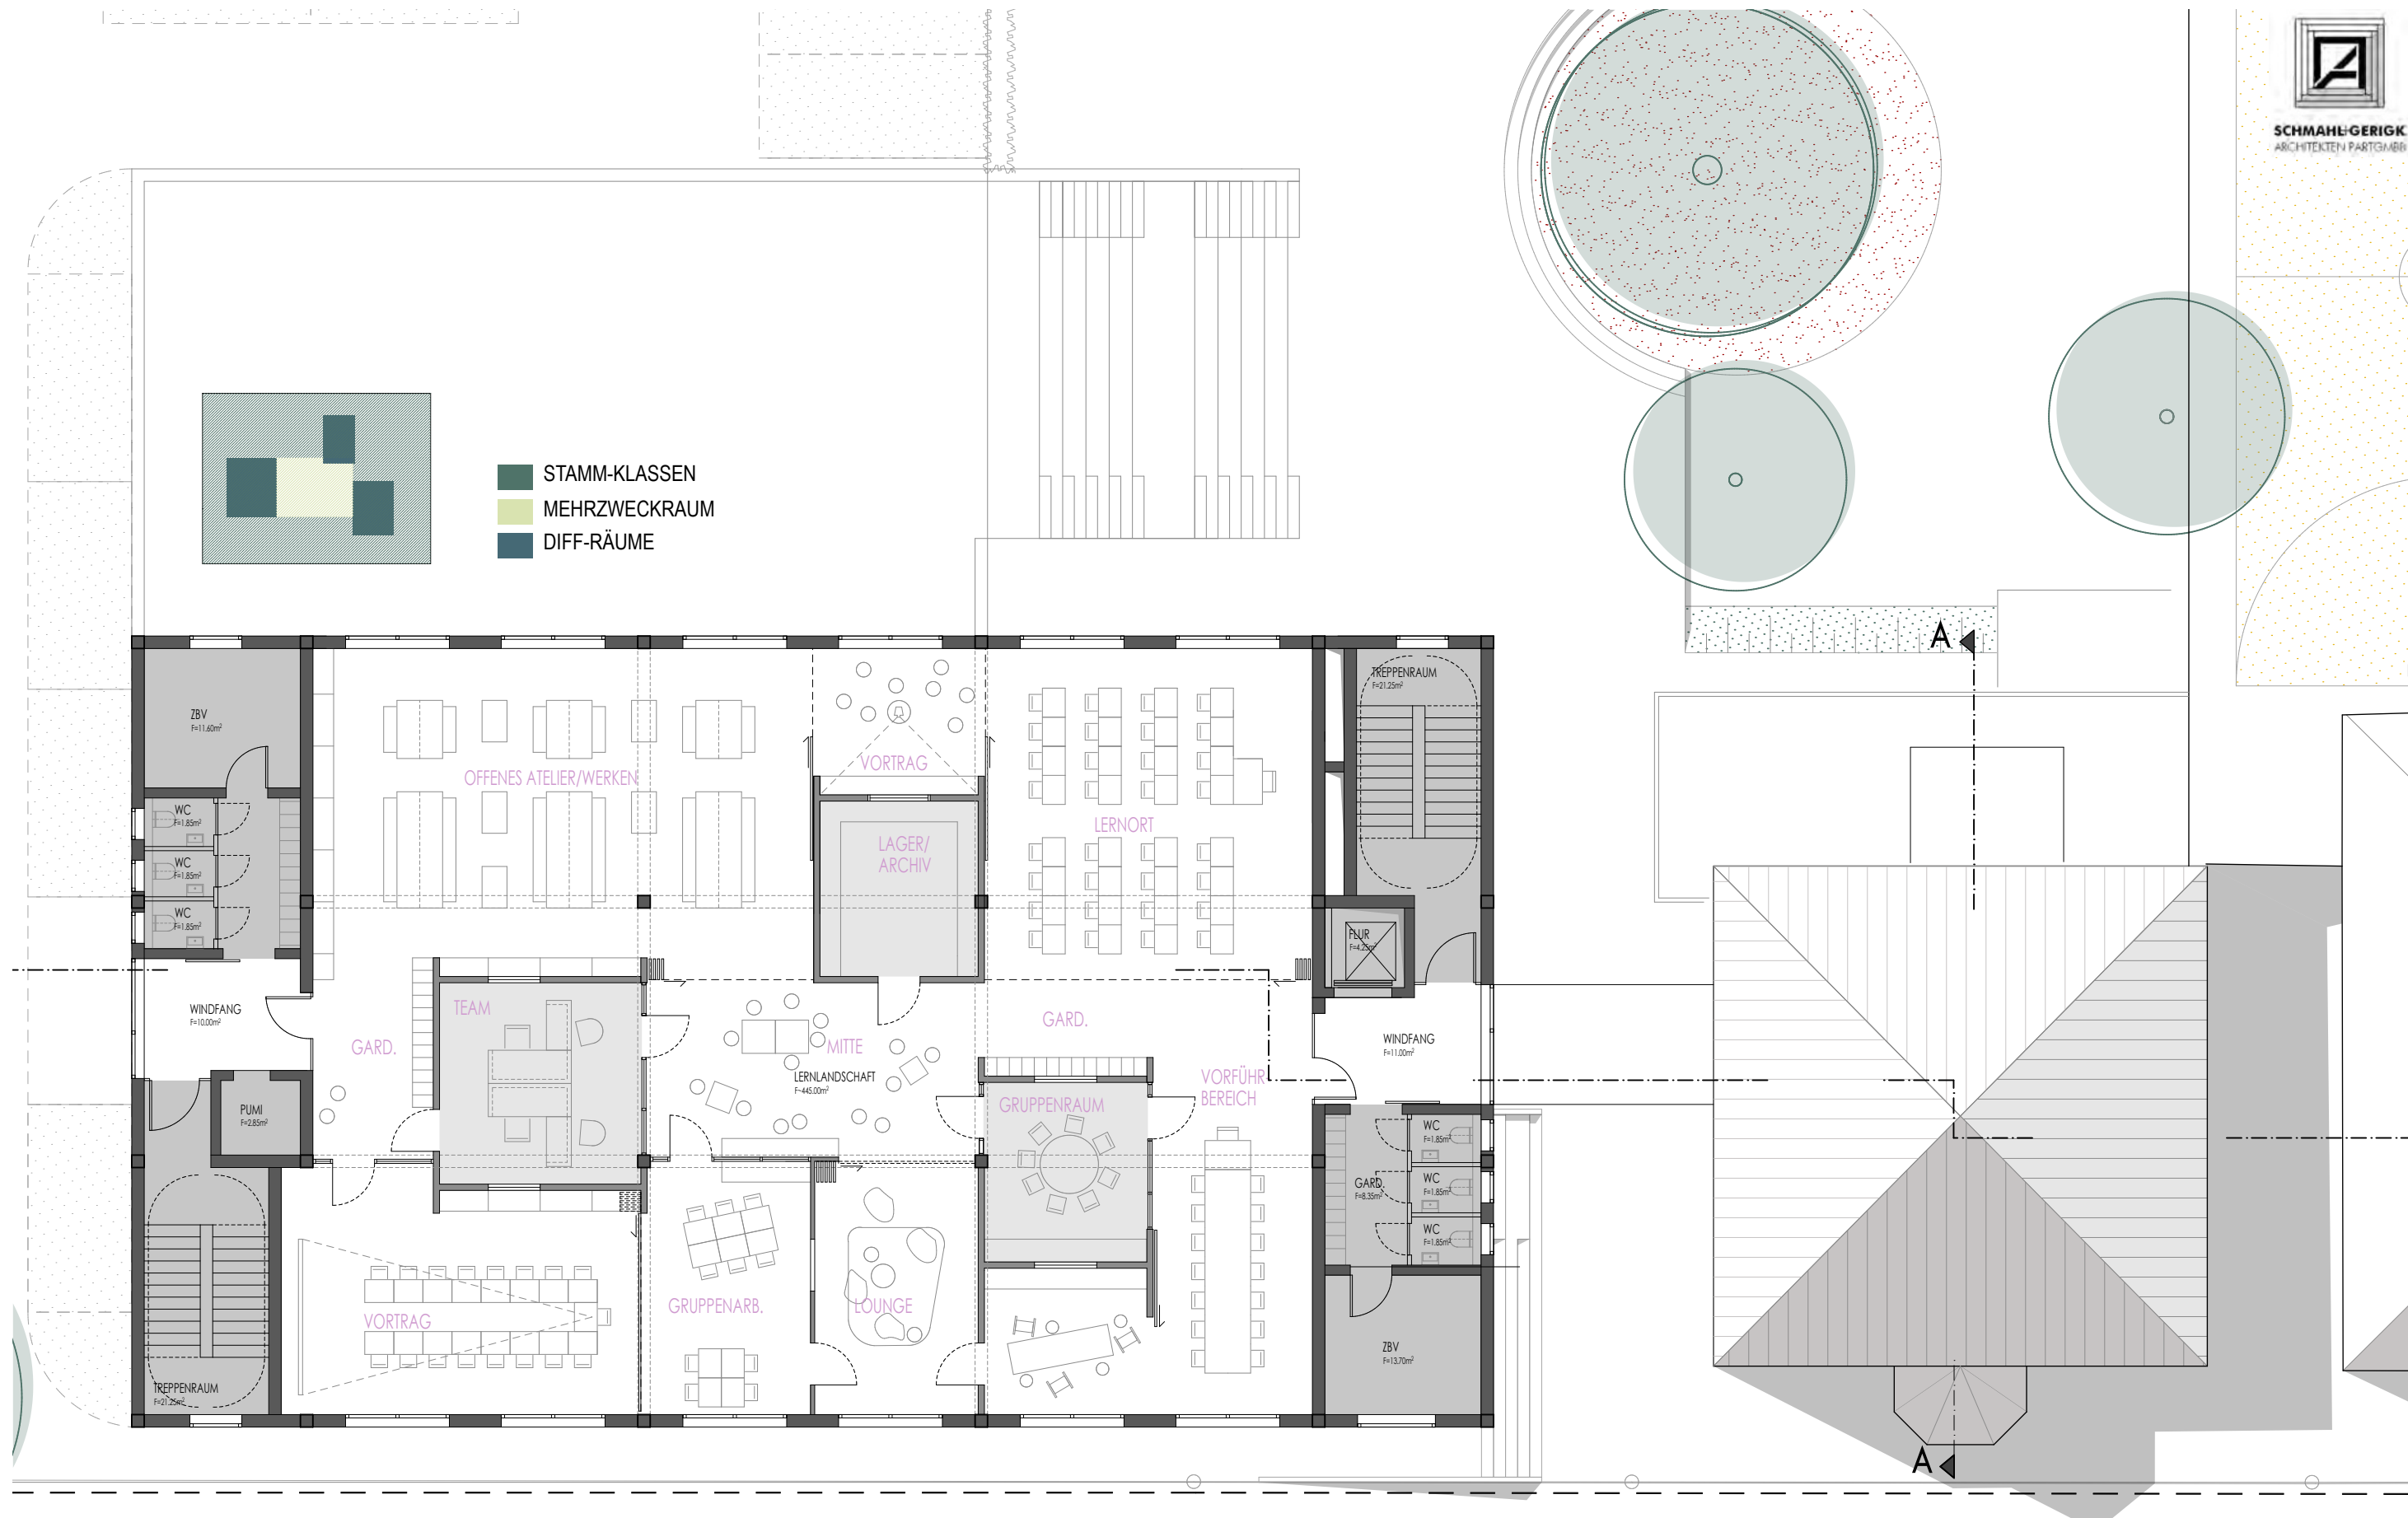 SCHMAHL+GERIGK
ARCHITEKTEN PARTGMBB
STAMM-KLASSEN
MEHRZWECKRAUM
DIFF-RÄUME
A
TREPPENRAUM
F=21.25m²
ZBV
F=11.60m²
VORTRAG
OFFENES ATELIER/WERKEN
WC
F=1.85m²
LERNORT
LAGER/
ARCHIV
WC
F=1.85m²
WC
F=1.85m²
FLUR
F=4.25m²
WINDFANG
F=10.00m²
TEAM
GARD.
GARD.
MITTE
WINDFANG
F=11.00m²
LERNLANDSCHAFT
F~445.00m²
VORFÜHR
BEREICH
PUMI
F=2.85m²
GRUPPENRAUM
WC
F=1.85m²
GARD.
F=8.35m²
WC
F=1.85m²
WC
F=1.85m²
VORTRAG
GRUPPENARB.
LOUNGE
ZBV
F=13.70m²
TREPPENRAUM
F=21.25m²
A